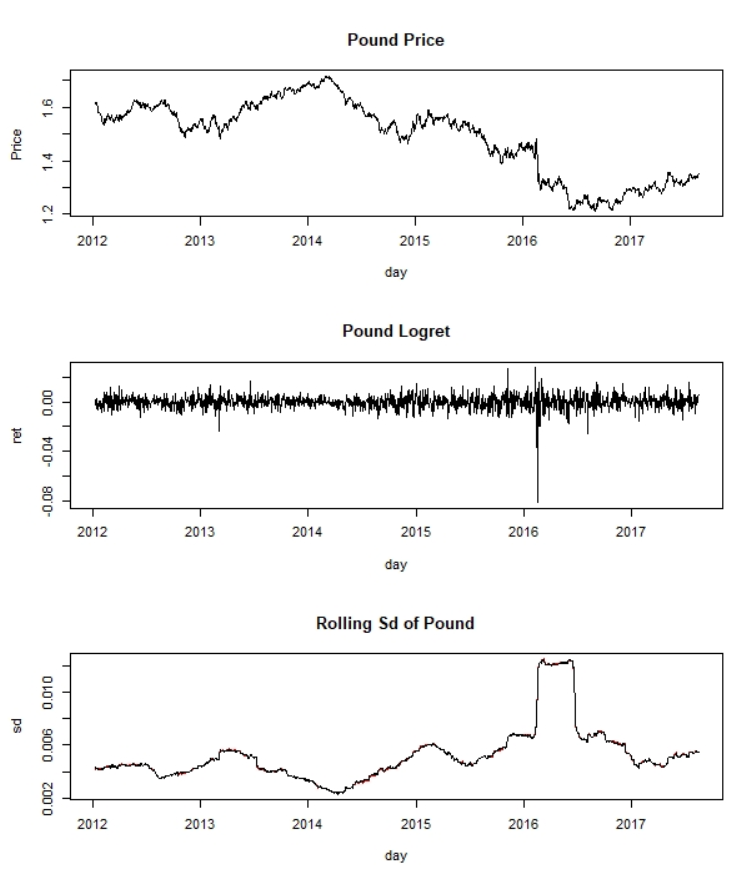 Pound Price
Price
1.6
1.4
1.2
2012 2013 2014 2015 2016 2017
day
Pound Logret
ret
0.00
-0.04
-0.08
2012 2013 2014 2015 2016 2017
day
Rolling Sd of Pound
sd
0.010
0.006
0.002
2012 2013 2014 2015 2016 2017
day